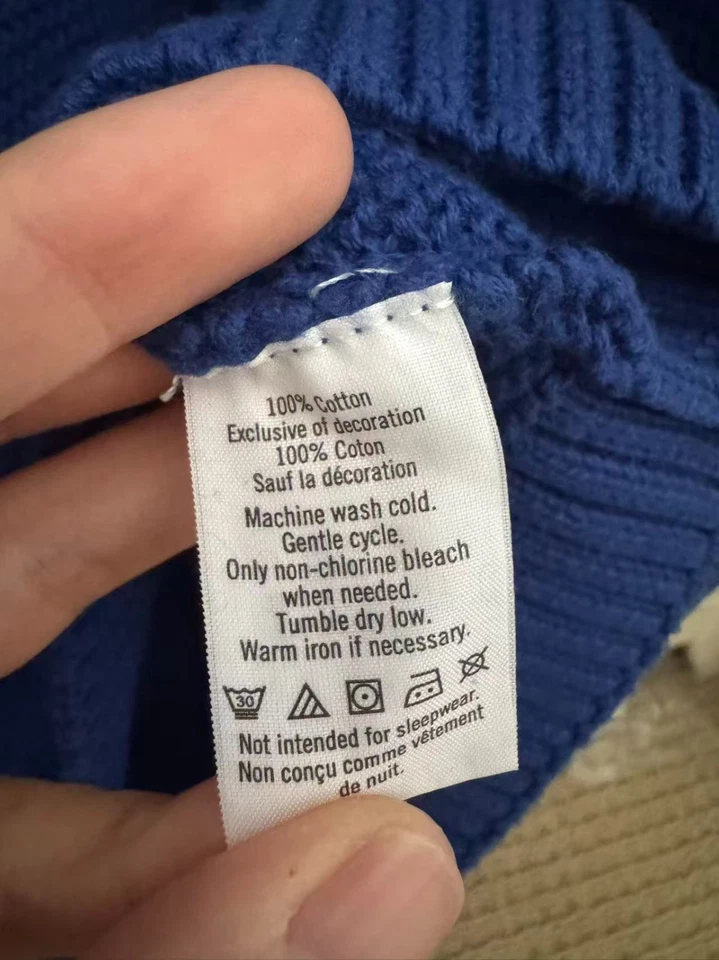 100% Cotton
Exclusive of decoration
100% Coton
Sauf la décoration
Machine wash cold.
Gentle cycle.
Only non-chlorine bleach
when needed.
Tumble dry low.
Warm iron if necessary.
30
Not intended for sleepwear.
Non conçu comme vêtement
de nuit.